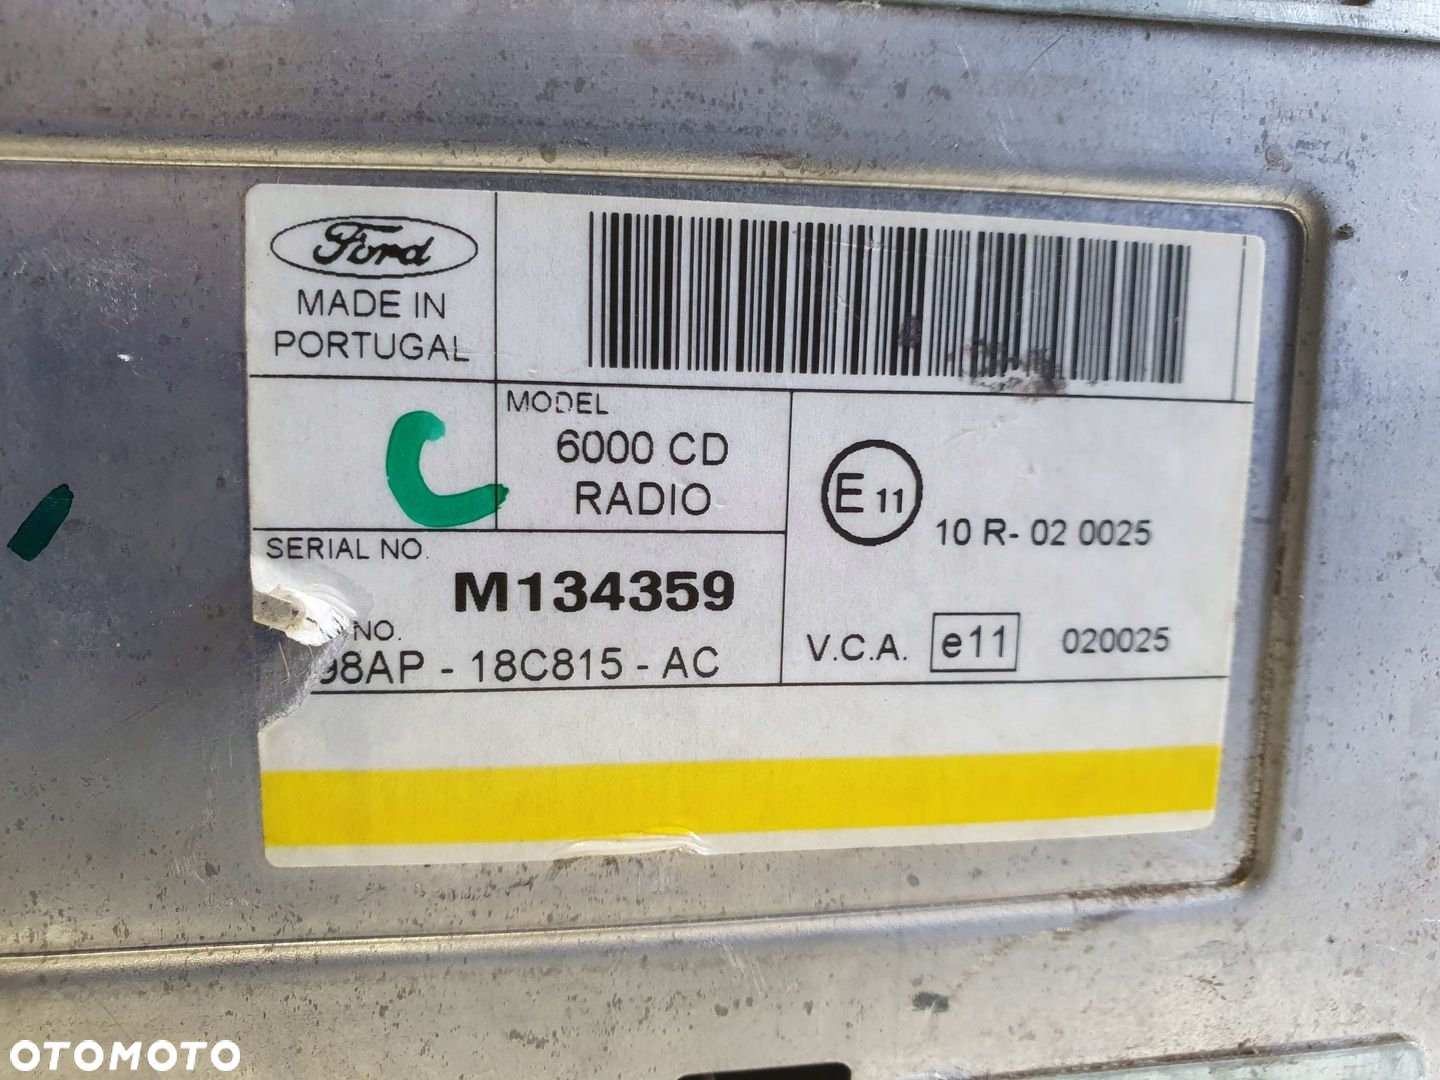 Ford
MADE IN
PORTUGAL
MODEL
6000 CD
RADIO
C
E 11
10 R- 02 0025
SERIAL NO.
M134359
NO.
98AP - 18C815 - AC
V.C.A. e11 020025
OTOMOTO